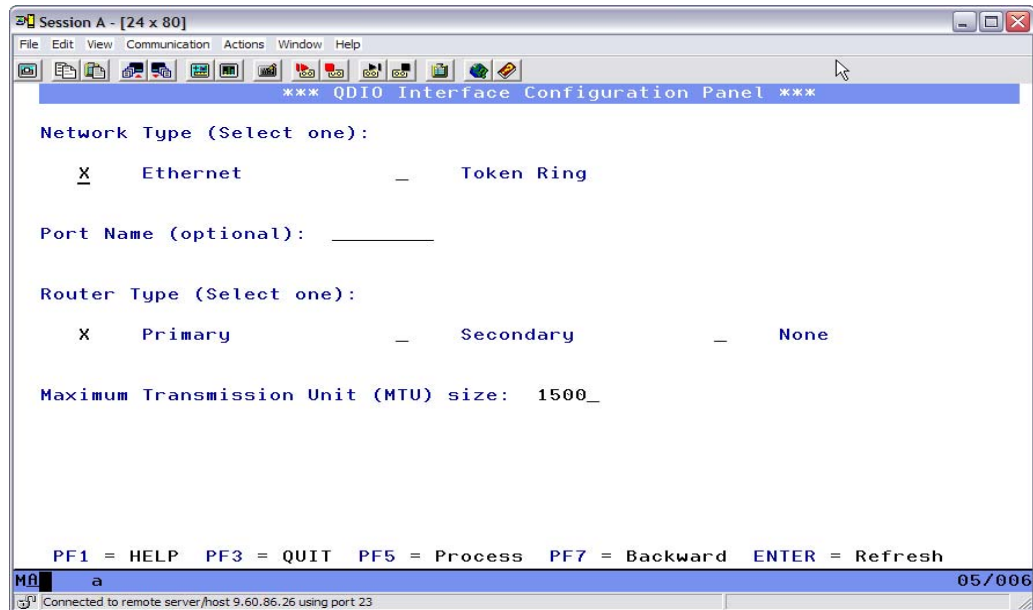 Session A - [24 x 80]
File Edit View Communication Actions Window Help
*** QDIO Interface Configuration Panel ***
Network Type (Select one):
X Ethernet _ Token Ring
Port Name (optional): ________
Router Type (Select one):
X Primary _ Secondary _ None
Maximum Transmission Unit (MTU) size: 1500_
PF1 = HELP PF3 = QUIT PF5 = Process PF7 = Backward ENTER = Refresh
MA a 05/006
Connected to remote server/host 9.60.86.26 using port 23